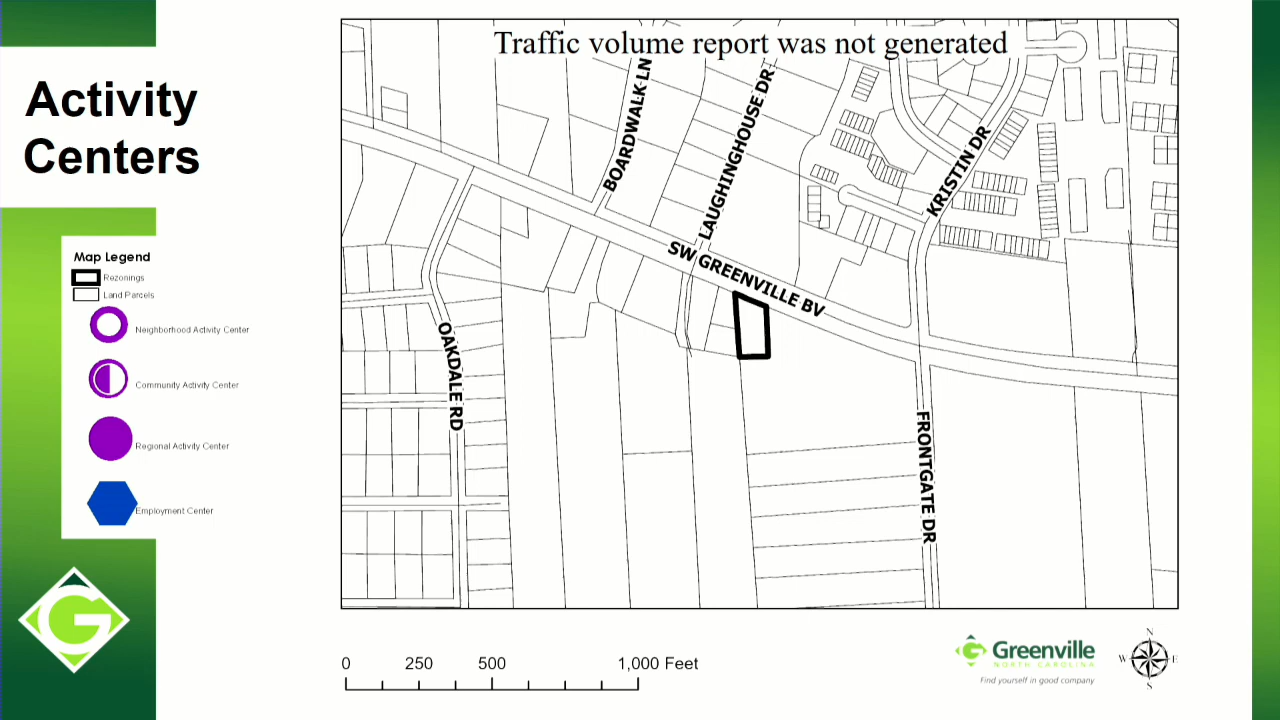 Activity
Centers
Traffic volume report was not generated
BOARDWALK LN
LAUGHINGHOUSE DR
KRISTIN DR
SW GREENVILLE BV
OAKDALE RD
FRONTGATE DR
Map Legend
Rezonings
Land Parcels
Neighborhood Activity Center
Community Activity Center
Regional Activity Center
Employment Center
G
0 250 500 1,000 Feet
G Greenville
NORTH CAROLINA
Find yourself in good company
N
W E
S